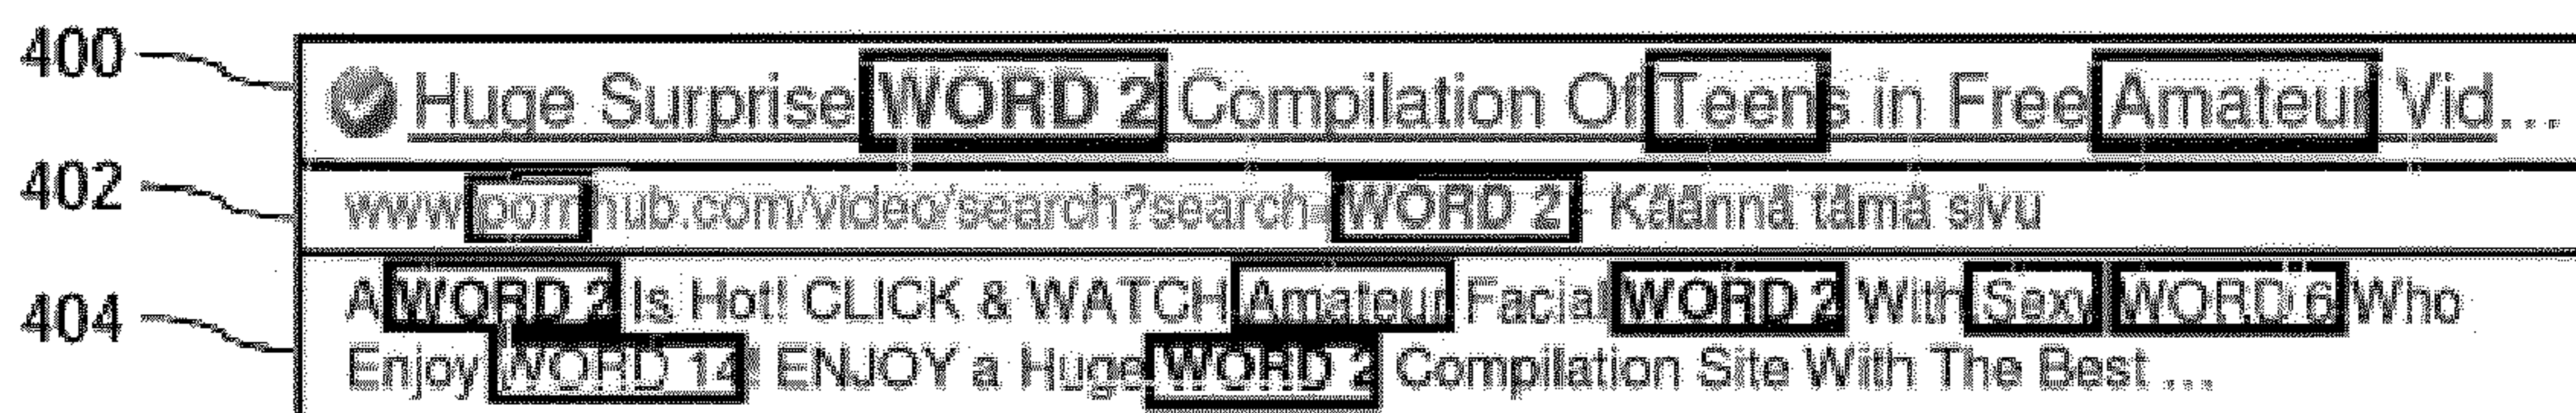 400 Huge Surprise WORD 2 Compilation Of Teens in Free Amateur Vid...
402 www.pornhub.com/video/search?search=WORD 2 - Käännä tämä sivu
404 A WORD 2 Is Hot! CLICK & WATCH Amateur Facial WORD 2 With Sexy WORD 6 Who
Enjoy WORD 14! ENJOY a Huge WORD 2 Compilation Site With The Best ...